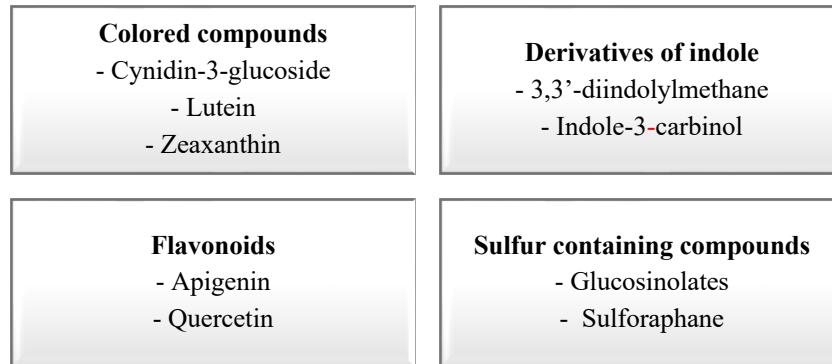 Colored compounds
- Cynidin-3-glucoside
- Lutein
- Zeaxanthin
Derivatives of indole
- 3,3’-diindolylmethane
- Indole-3-carbinol
Flavonoids
- Apigenin
- Quercetin
Sulfur containing compounds
- Glucosinolates
- Sulforaphane